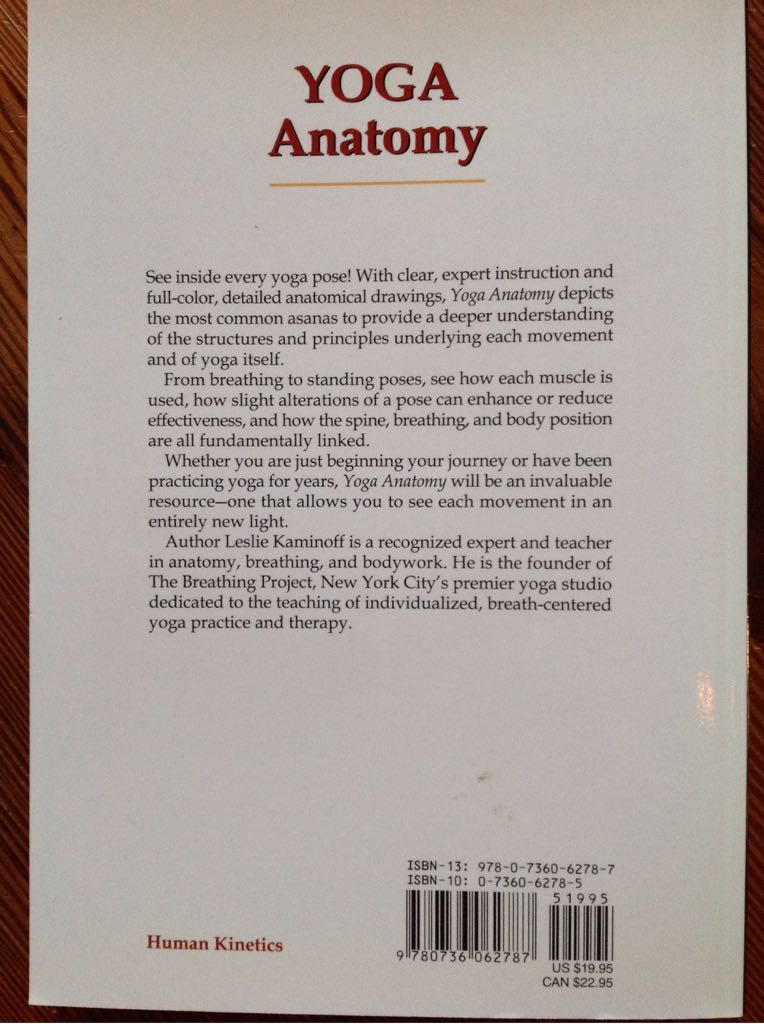 YOGA
Anatomy
See inside every yoga pose! With clear, expert instruction and
full-color, detailed anatomical drawings, Yoga Anatomy depicts
the most common asanas to provide a deeper understanding
of the structures and principles underlying each movement
and of yoga itself.
From breathing to standing poses, see how each muscle is
used, how slight alterations of a pose can enhance or reduce
effectiveness, and how the spine, breathing, and body position
are all fundamentally linked.
Whether you are just beginning your journey or have been
practicing yoga for years, Yoga Anatomy will be an invaluable
resource—one that allows you to see each movement in an
entirely new light.
Author Leslie Kaminoff is a recognized expert and teacher
in anatomy, breathing, and bodywork. He is the founder of
The Breathing Project, New York City's premier yoga studio
dedicated to the teaching of individualized, breath-centered
yoga practice and therapy.
ISBN-13: 978-0-7360-6278-7
ISBN-10: 0-7360-6278-5
51995
9 780736 062787
Human Kinetics
US $19.95
CAN $22.95